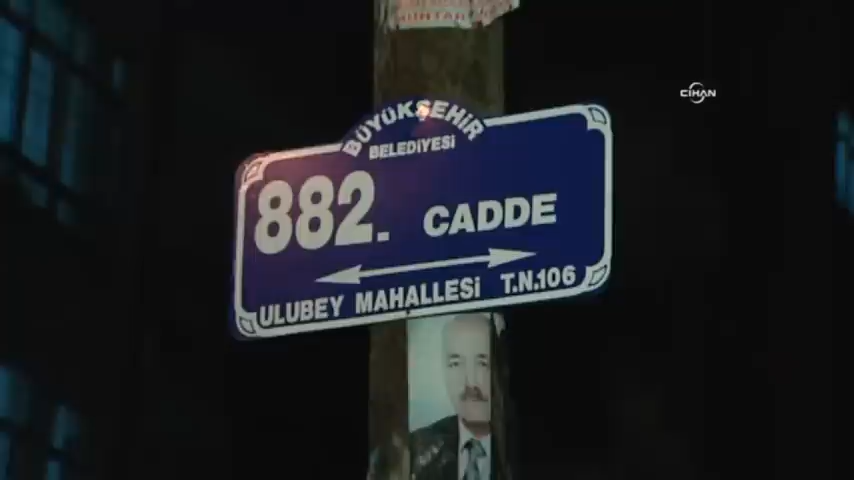 CİHAN
BÜYÜKŞEHİR
BELEDİYESİ
882. CADDE
ULUBEY MAHALLESİ T.N.106